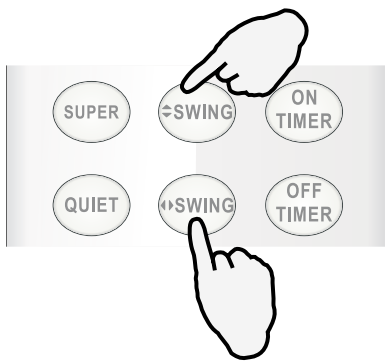 SUPER
SWING
ON
TIMER
QUIET
SWING
OFF
TIMER